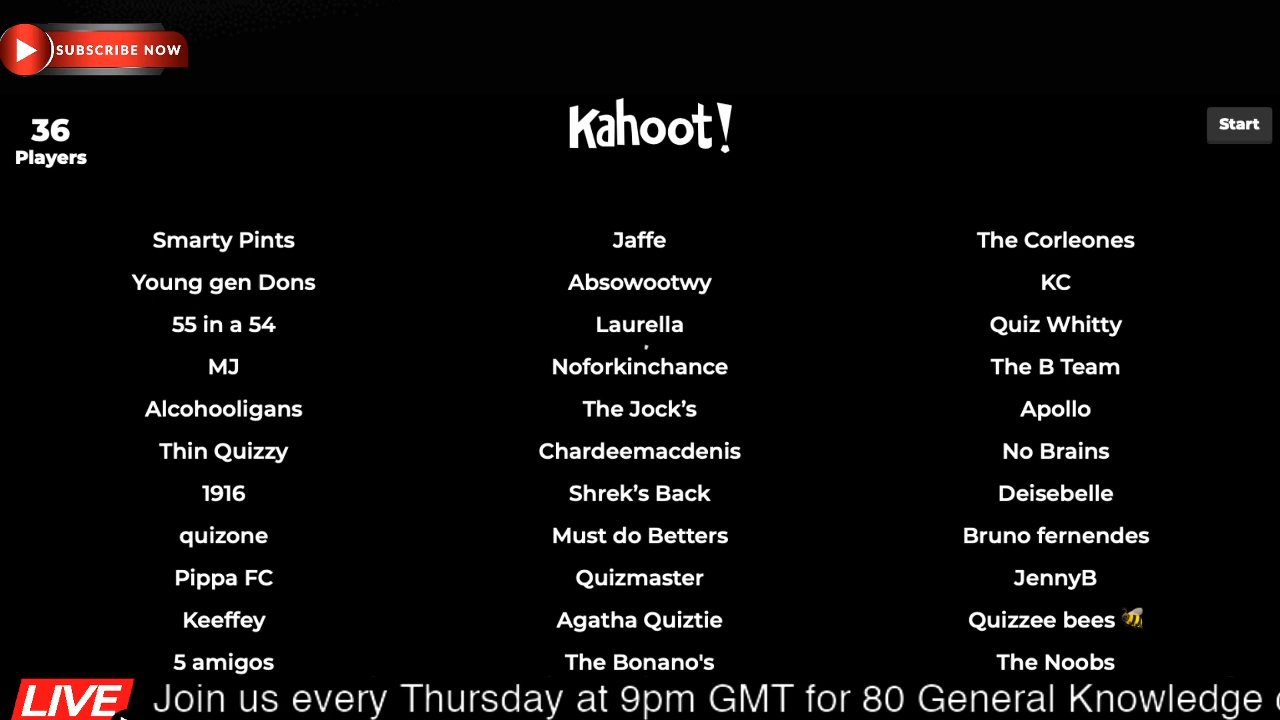 SUBSCRIBE NOW
Kahoot!
36
Players
Start
Smarty Pints
Jaffe
The Corleones
Young gen Dons
Absowootwy
KC
55 in a 54
Laurella
Quiz Whitty
MJ
Noforkinchance
The B Team
Alcohooligans
The Jock’s
Apollo
Thin Quizzy
Chardeemacdenis
No Brains
1916
Shrek’s Back
Deisebelle
quizone
Must do Betters
Bruno fernendes
Pippa FC
Quizmaster
JennyB
Keeffey
Agatha Quiztie
Quizzee bees 🐝
5 amigos
The Bonano's
The Noobs
LIVE
Join us every Thursday at 9pm GMT for 80 General Knowledge